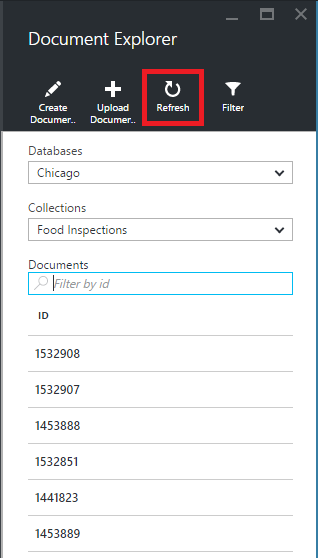 Document Explorer
Create Documer..
Upload Documer..
Refresh
Filter
Databases
Chicago
Collections
Food Inspections
Documents
Filter by id
ID
1532908
1532907
1453888
1532851
1441823
1453889